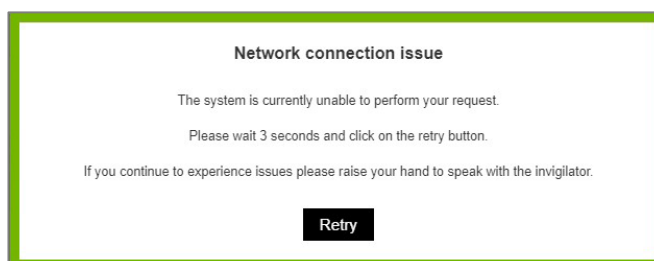 Network connection issue
The system is currently unable to perform your request.
Please wait 3 seconds and click on the retry button.
If you continue to experience issues please raise your hand to speak with the invigilator.
Retry